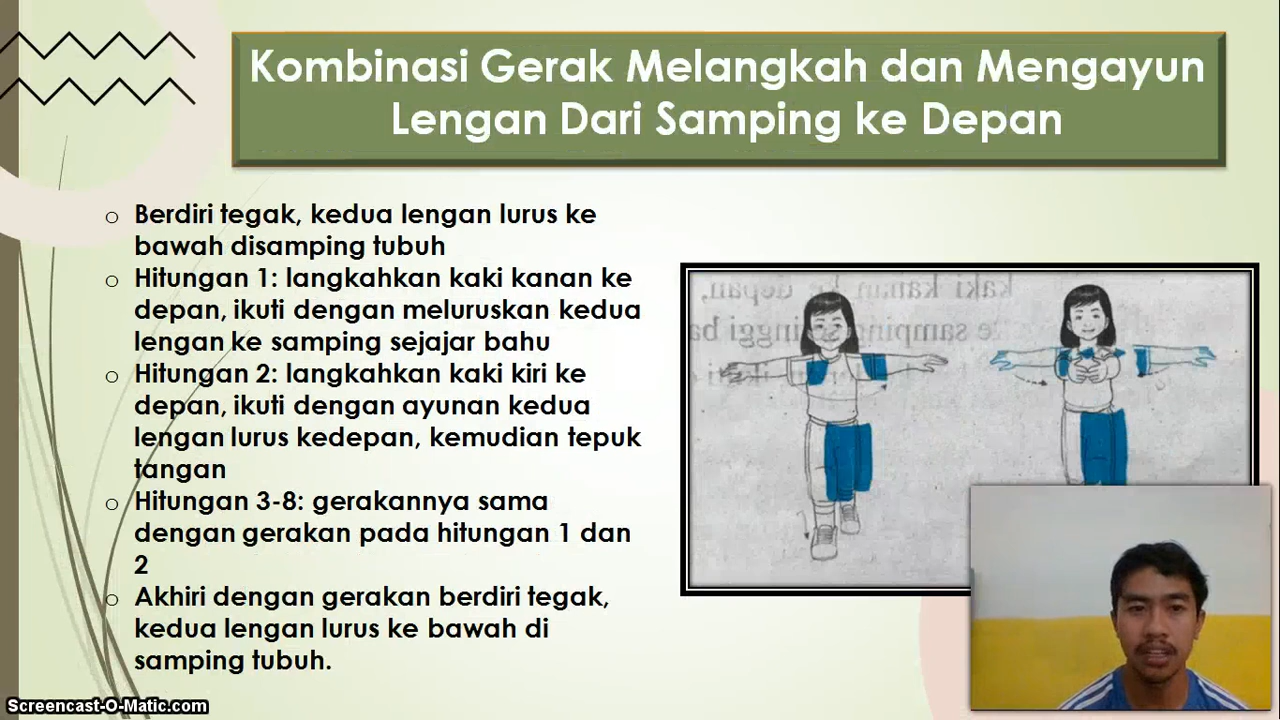 Kombinasi Gerak Melangkah dan Mengayun
Lengan Dari Samping ke Depan
Berdiri tegak, kedua lengan lurus ke
bawah disamping tubuh
Hitungan 1: langkahkan kaki kanan ke
depan, ikuti dengan meluruskan kedua
lengan ke samping sejajar bahu
Hitungan 2: langkahkan kaki kiri ke
depan, ikuti dengan ayunan kedua
lengan lurus kedepan, kemudian tepuk
tangan
Hitungan 3-8: gerakannya sama
dengan gerakan pada hitungan 1 dan
2
Akhiri dengan gerakan berdiri tegak,
kedua lengan lurus ke bawah di
samping tubuh.
Screencast-O-Matic.com